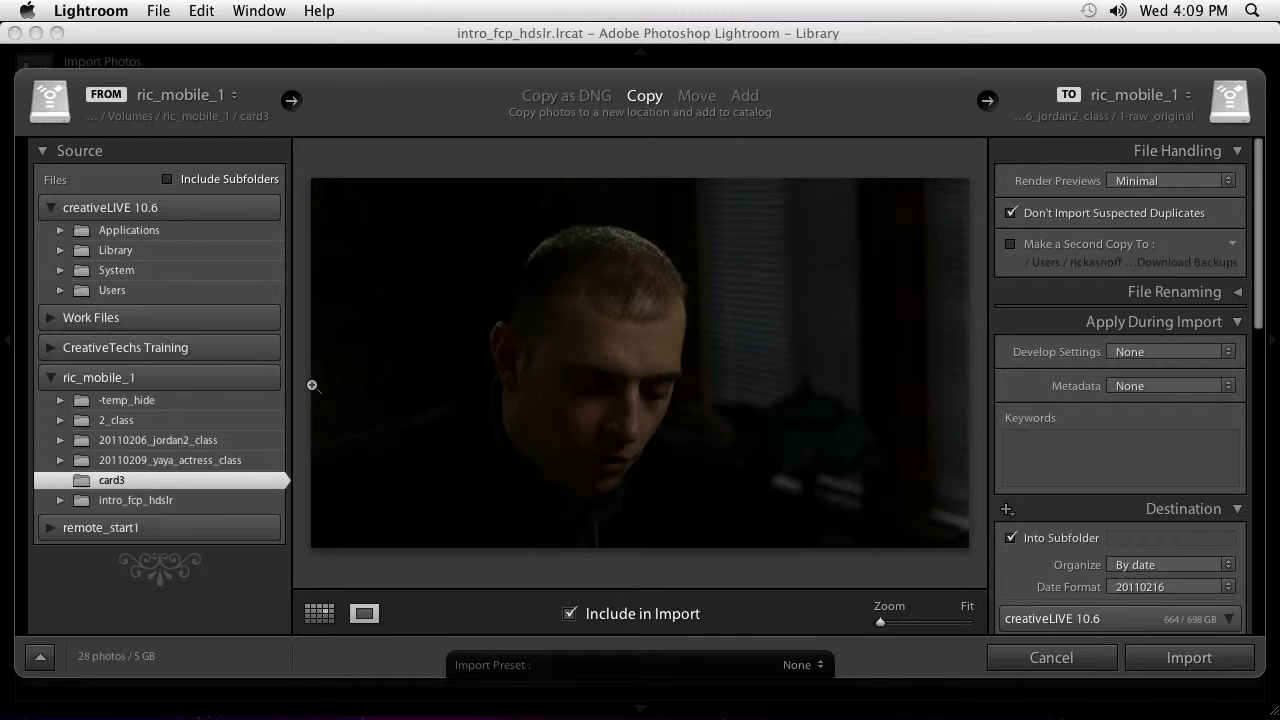 Lightroom File Edit Window Help Wed 4:09 PM
intro_fcp_hdslr.lrcat – Adobe Photoshop Lightroom – Library
Import Photos
FROM ric_mobile_1 Copy as DNG Copy Move Add TO ric_mobile_1
... / Volumes / ric_mobile_1 / card3 Copy photos to a new location and add to catalog ...6_jordan2_class / 1-raw_original
Source
Files Include Subfolders
creativeLIVE 10.6
Applications
Library
System
Users
Work Files
CreativeTechs Training
ric_mobile_1
-temp_hide
2_class
20110206_jordan2_class
20110209_yaya_actress_class
card3
intro_fcp_hdslr
remote_start1
File Handling
Render Previews Minimal
Don't Import Suspected Duplicates
Make a Second Copy To :
/ Users / rickasnoff ...Download Backups
File Renaming
Apply During Import
Develop Settings None
Metadata None
Keywords
Destination
Into Subfolder
Organize By date
Date Format 20110216
creativeLIVE 10.6 664 / 698 GB
Include in Import
Zoom Fit
28 photos / 5 GB
Import Preset : None
Cancel Import